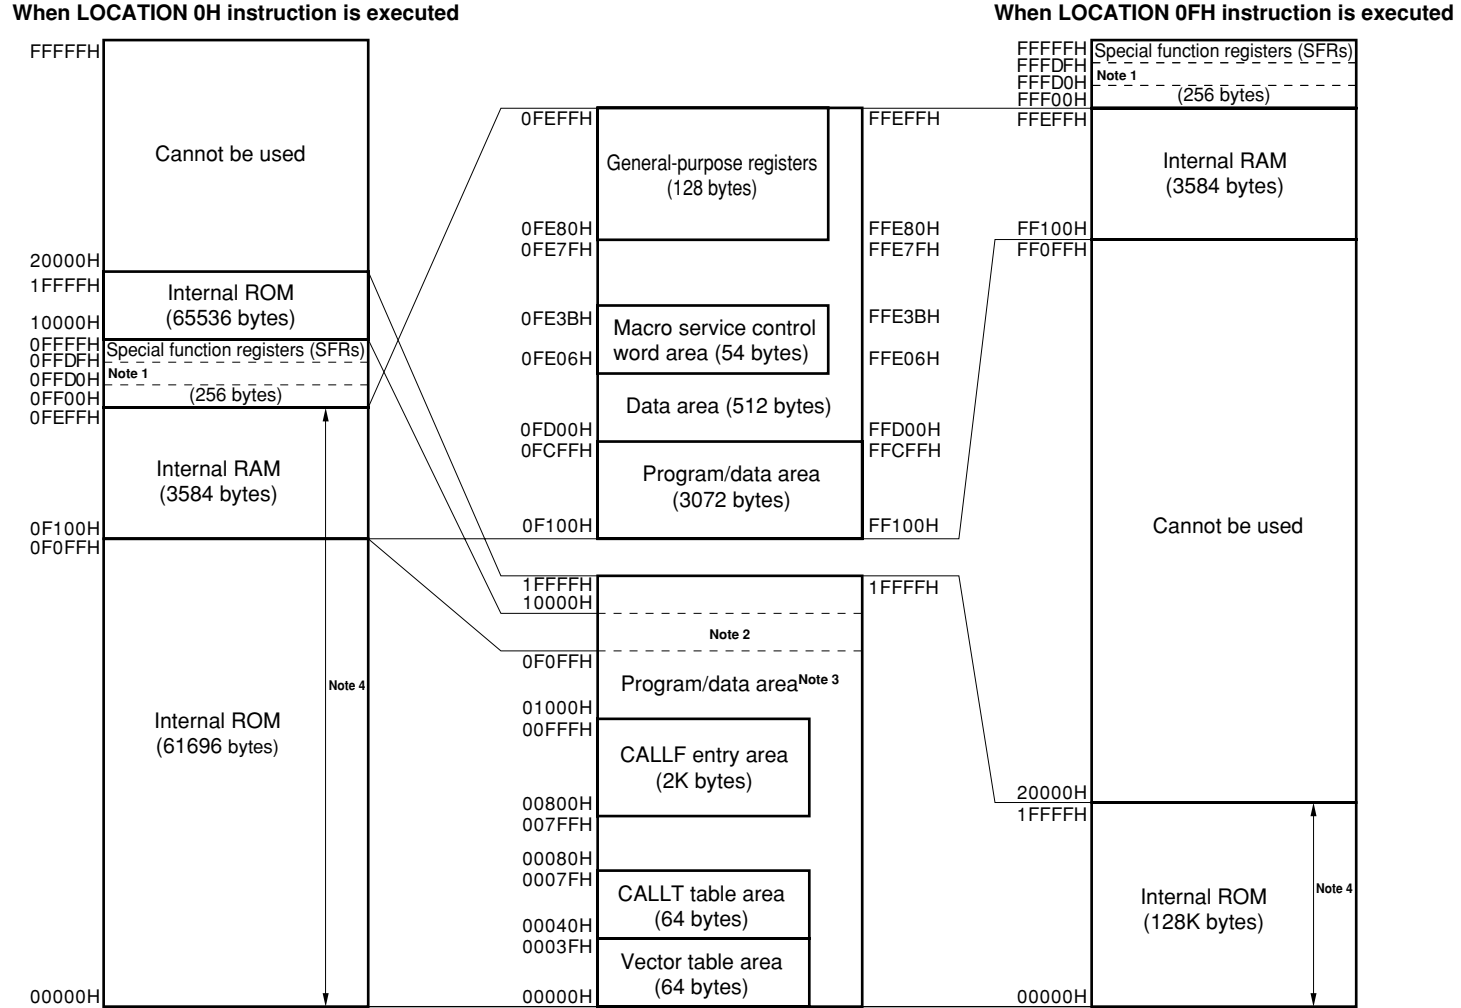 When LOCATION 0H instruction is executed
When LOCATION 0FH instruction is executed
FFFFFH
Cannot be used
20000H
1FFFFH
Internal ROM
(65536 bytes)
10000H
0FFFFH
Special function registers (SFRs)
0FFDFH
Note 1
0FFD0H
(256 bytes)
0FF00H
0FEFFH
Internal RAM
(3584 bytes)
0F100H
0F0FFH
Note 4
Internal ROM
(61696 bytes)
00000H
0FEFFH
FFEFFH
General-purpose registers
(128 bytes)
0FE80H
FFE80H
0FE7FH
FFE7FH
0FE3BH
FFE3BH
Macro service control
word area (54 bytes)
0FE06H
FFE06H
Data area (512 bytes)
0FD00H
FFD00H
0FCFFH
FFCFFH
Program/data area
(3072 bytes)
0F100H
FF100H
1FFFFH
1FFFFH
10000H
Note 2
0F0FFH
Program/data area Note 3
01000H
00FFFH
CALLF entry area
(2K bytes)
00800H
007FFH
00080H
0007FH
CALLT table area
(64 bytes)
00040H
0003FH
Vector table area
(64 bytes)
00000H
FFFFFH
Special function registers (SFRs)
FFFDFH
Note 1
FFFD0H
(256 bytes)
FFF00H
FFEFFH
Internal RAM
(3584 bytes)
FF100H
FF0FFH
Cannot be used
20000H
1FFFFH
Internal ROM
(128K bytes)
Note 4
00000H